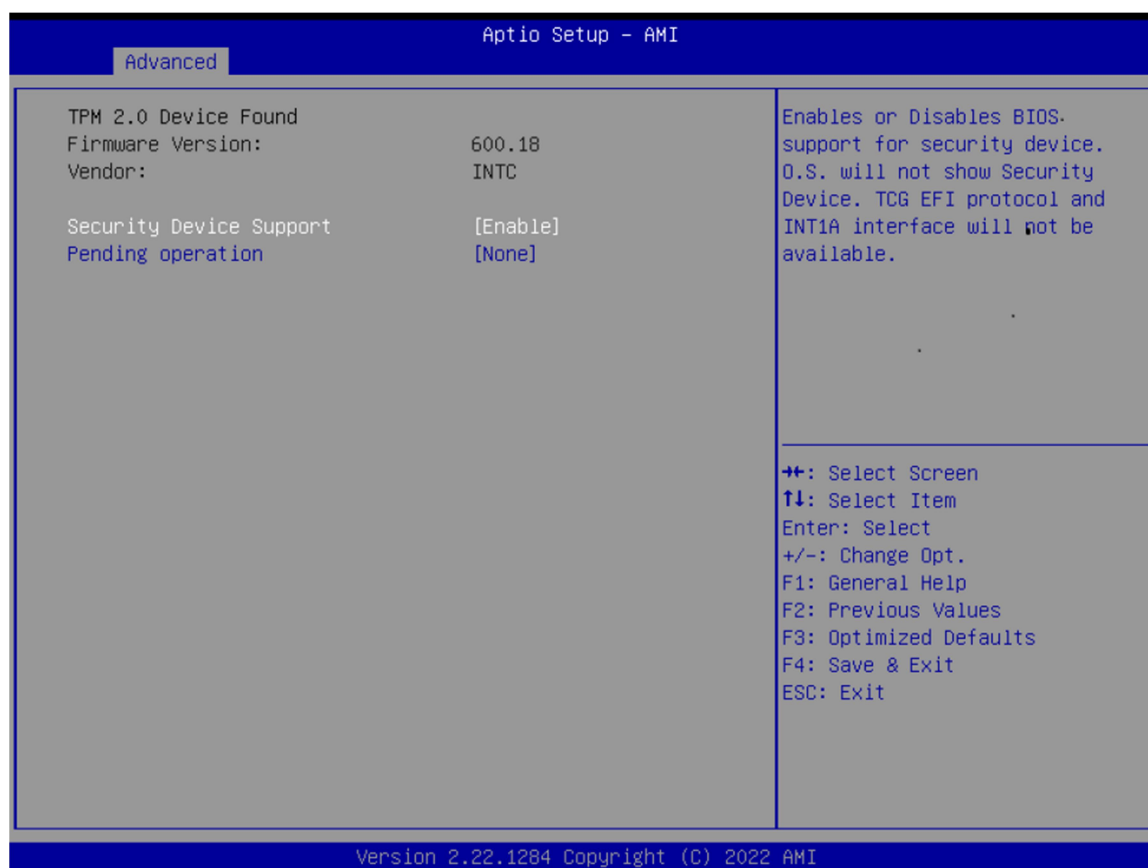 Aptio Setup – AMI
Advanced
TPM 2.0 Device Found
Firmware Version: 600.18
Vendor: INTC
Security Device Support [Enable]
Pending operation [None]
Enables or Disables BIOS
support for security device.
O.S. will not show Security
Device. TCG EFI protocol and
INT1A interface will not be
available.
→←: Select Screen
↑↓: Select Item
Enter: Select
+/-: Change Opt.
F1: General Help
F2: Previous Values
F3: Optimized Defaults
F4: Save & Exit
ESC: Exit
Version 2.22.1284 Copyright (C) 2022 AMI